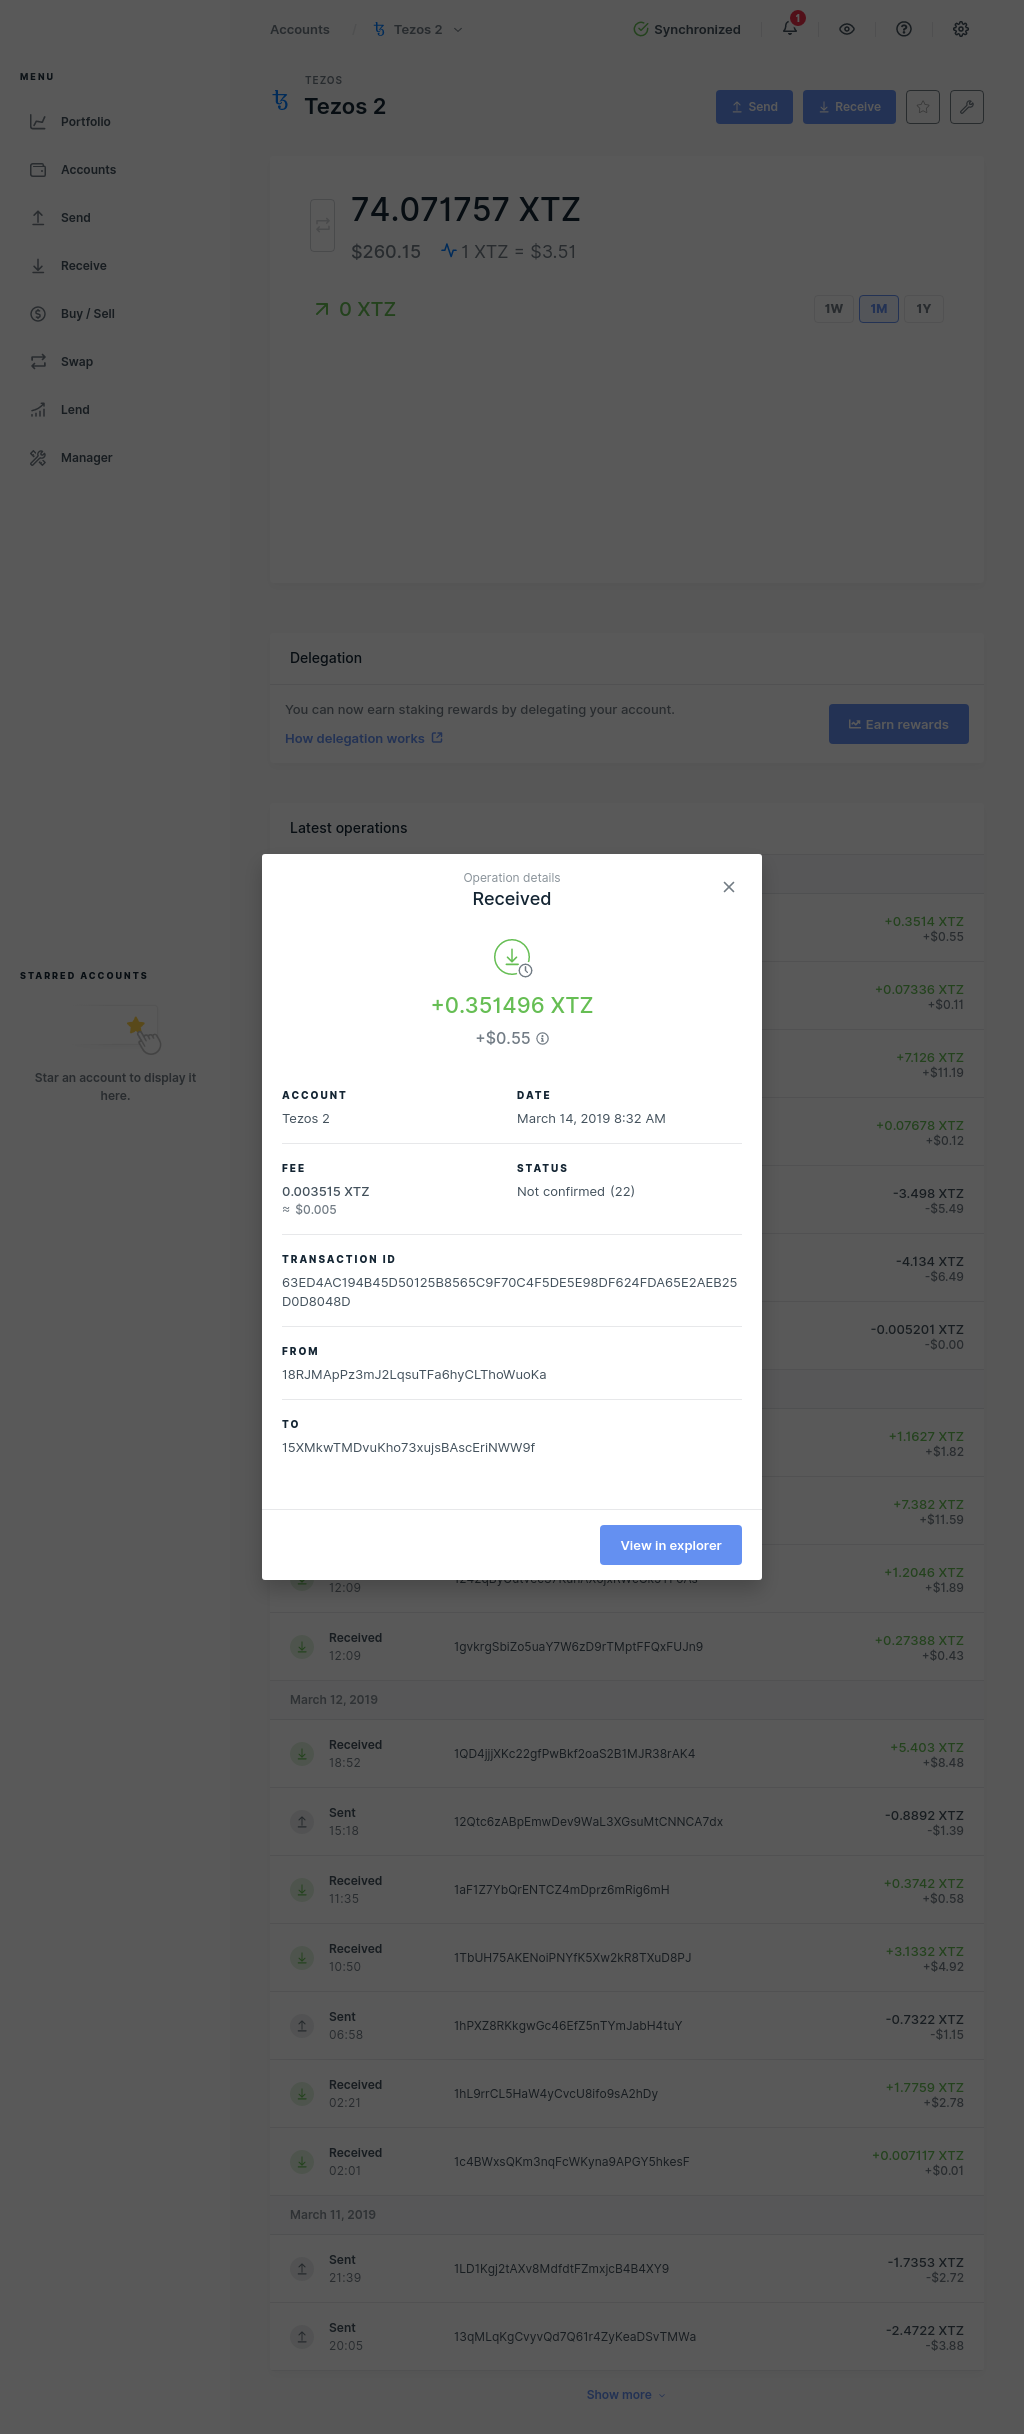 Accounts / Tezos 2
Synchronized
1
MENU
Portfolio
Accounts
Send
Receive
Buy / Sell
Swap
Lend
Manager
STARRED ACCOUNTS
Star an account to display it
here.
TEZOS
Tezos 2
Send
Receive
74.071757 XTZ
$260.15 1 XTZ = $3.51
0 XTZ
1W 1M 1Y
Delegation
You can now earn staking rewards by delegating your account.
How delegation works
Earn rewards
Latest operations
+0.3514 XTZ
+$0.55
+0.07336 XTZ
+$0.11
+7.126 XTZ
+$11.19
+0.07678 XTZ
+$0.12
-3.498 XTZ
-$5.49
-4.134 XTZ
-$6.49
-0.005201 XTZ
-$0.00
+1.1627 XTZ
+$1.82
+7.382 XTZ
+$11.59
Operation details
Received
+0.351496 XTZ
+$0.55
ACCOUNT
Tezos 2
DATE
March 14, 2019 8:32 AM
FEE
0.003515 XTZ
≈ $0.005
STATUS
Not confirmed (22)
TRANSACTION ID
63ED4AC194B45D50125B8565C9F70C4F5DE5E98DF624FDA65E2AEB25
D0D8048D
FROM
18RJMApPz3mJ2LqsuTFa6hyCLThoWuoKa
TO
15XMkwTMDvuKho73xujsBAscEriNWW9f
View in explorer
+1.2046 XTZ
12:09
+$1.89
Received
1gvkrgSbiZo5uaY7W6zD9rTMptFFQxFUJn9
+0.27388 XTZ
12:09
+$0.43
March 12, 2019
Received
1QD4jjjXKc22gfPwBkf2oaS2B1MJR38rAK4
+5.403 XTZ
18:52
+$8.48
Sent
12Qtc6zABpEmwDev9WaL3XGsuMtCNNCA7dx
-0.8892 XTZ
15:18
-$1.39
Received
1aF1Z7YbQrENTCZ4mDprz6mRig6mH
+0.3742 XTZ
11:35
+$0.58
Received
1TbUH75AKENoiPNYfK5Xw2kR8TXuD8PJ
+3.1332 XTZ
10:50
+$4.92
Sent
1hPXZ8RKkgwGc46EfZ5nTYmJabH4tuY
-0.7322 XTZ
06:58
-$1.15
Received
1hL9rrCL5HaW4yCvcU8ifo9sA2hDy
+1.7759 XTZ
02:21
+$2.78
Received
1c4BWxsQKm3nqFcWKyna9APGY5hkesF
+0.007117 XTZ
02:01
+$0.01
March 11, 2019
Sent
1LD1Kgj2tAXv8MdfdtFZmxjcB4B4XY9
-1.7353 XTZ
21:39
-$2.72
Sent
13qMLqKgCvyvQd7Q61r4ZyKeaDSvTMWa
-2.4722 XTZ
20:05
-$3.88
Show more